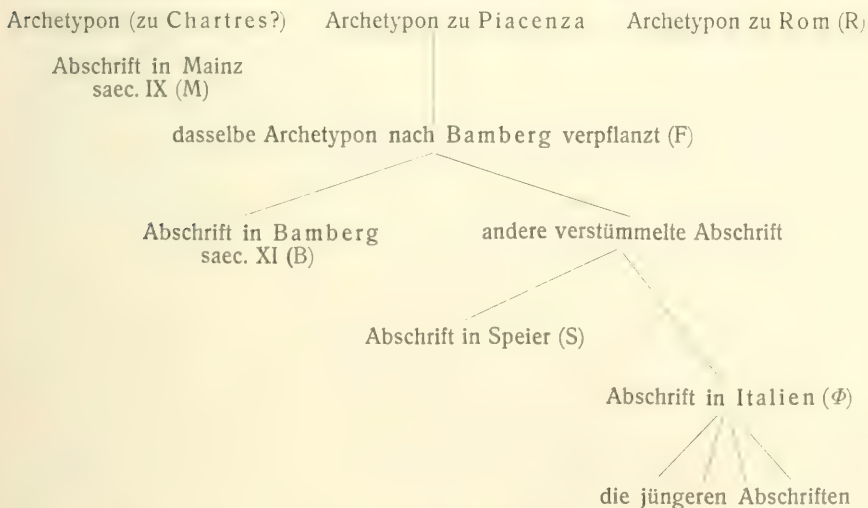 Archetypon (zu Chartres?) Archetypon zu Piacenza Archetypon zu Rom (R)
Abschrift in Mainz
saec. IX (M)
dasselbe Archetypon nach Bamberg verpflanzt (F)
Abschrift in Bamberg andere verstümmelte Abschrift
saec. XI (B)
Abschrift in Speier (S)
Abschrift in Italien (Φ)
die jüngeren Abschriften